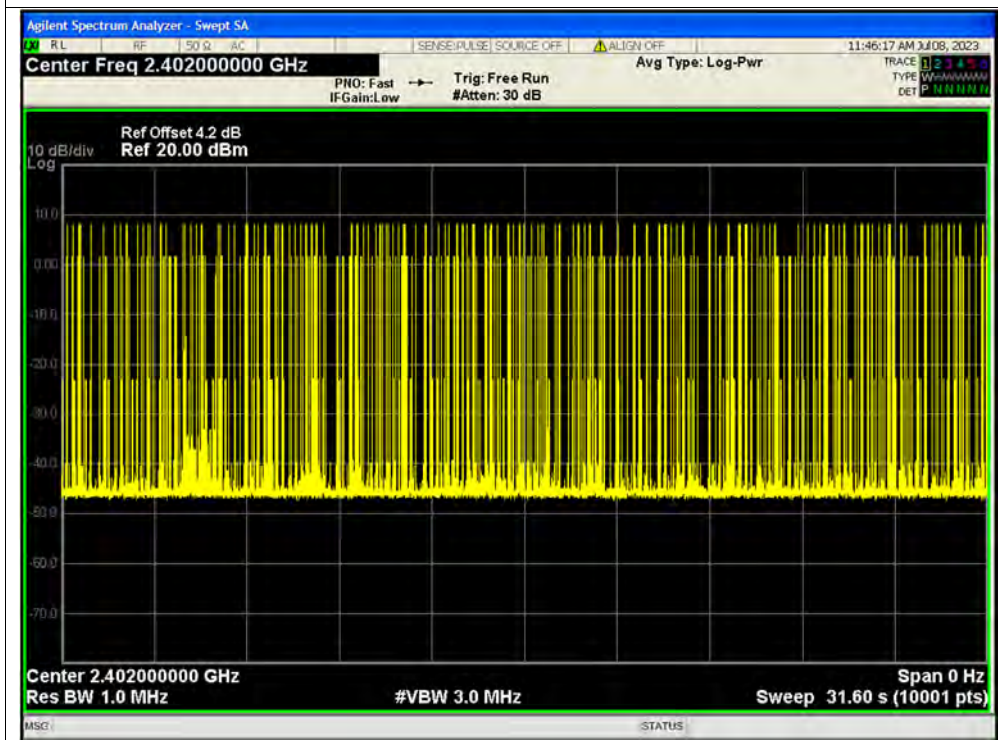 Agilent Spectrum Analyzer - Swept SA
LXI RL RF 50 Ω AC SENSE:PULSE SOURCE OFF ALIGN OFF 11:46:17 AM Jul 08, 2023
Center Freq 2.402000000 GHz Avg Type: Log-Pwr TRACE 1 2 3 4 5 6
PNO: Fast Trig: Free Run TYPE
IFGain:Low #Atten: 30 dB DET P N N N N N
Ref Offset 4.2 dB
10 dB/div Ref 20.00 dBm
Log
10.0
0.00
-10.0
-20.0
-30.0
-40.0
-50.0
-60.0
-70.0
Center 2.402000000 GHz Span 0 Hz
Res BW 1.0 MHz #VBW 3.0 MHz Sweep 31.60 s (10001 pts)
MSG STATUS